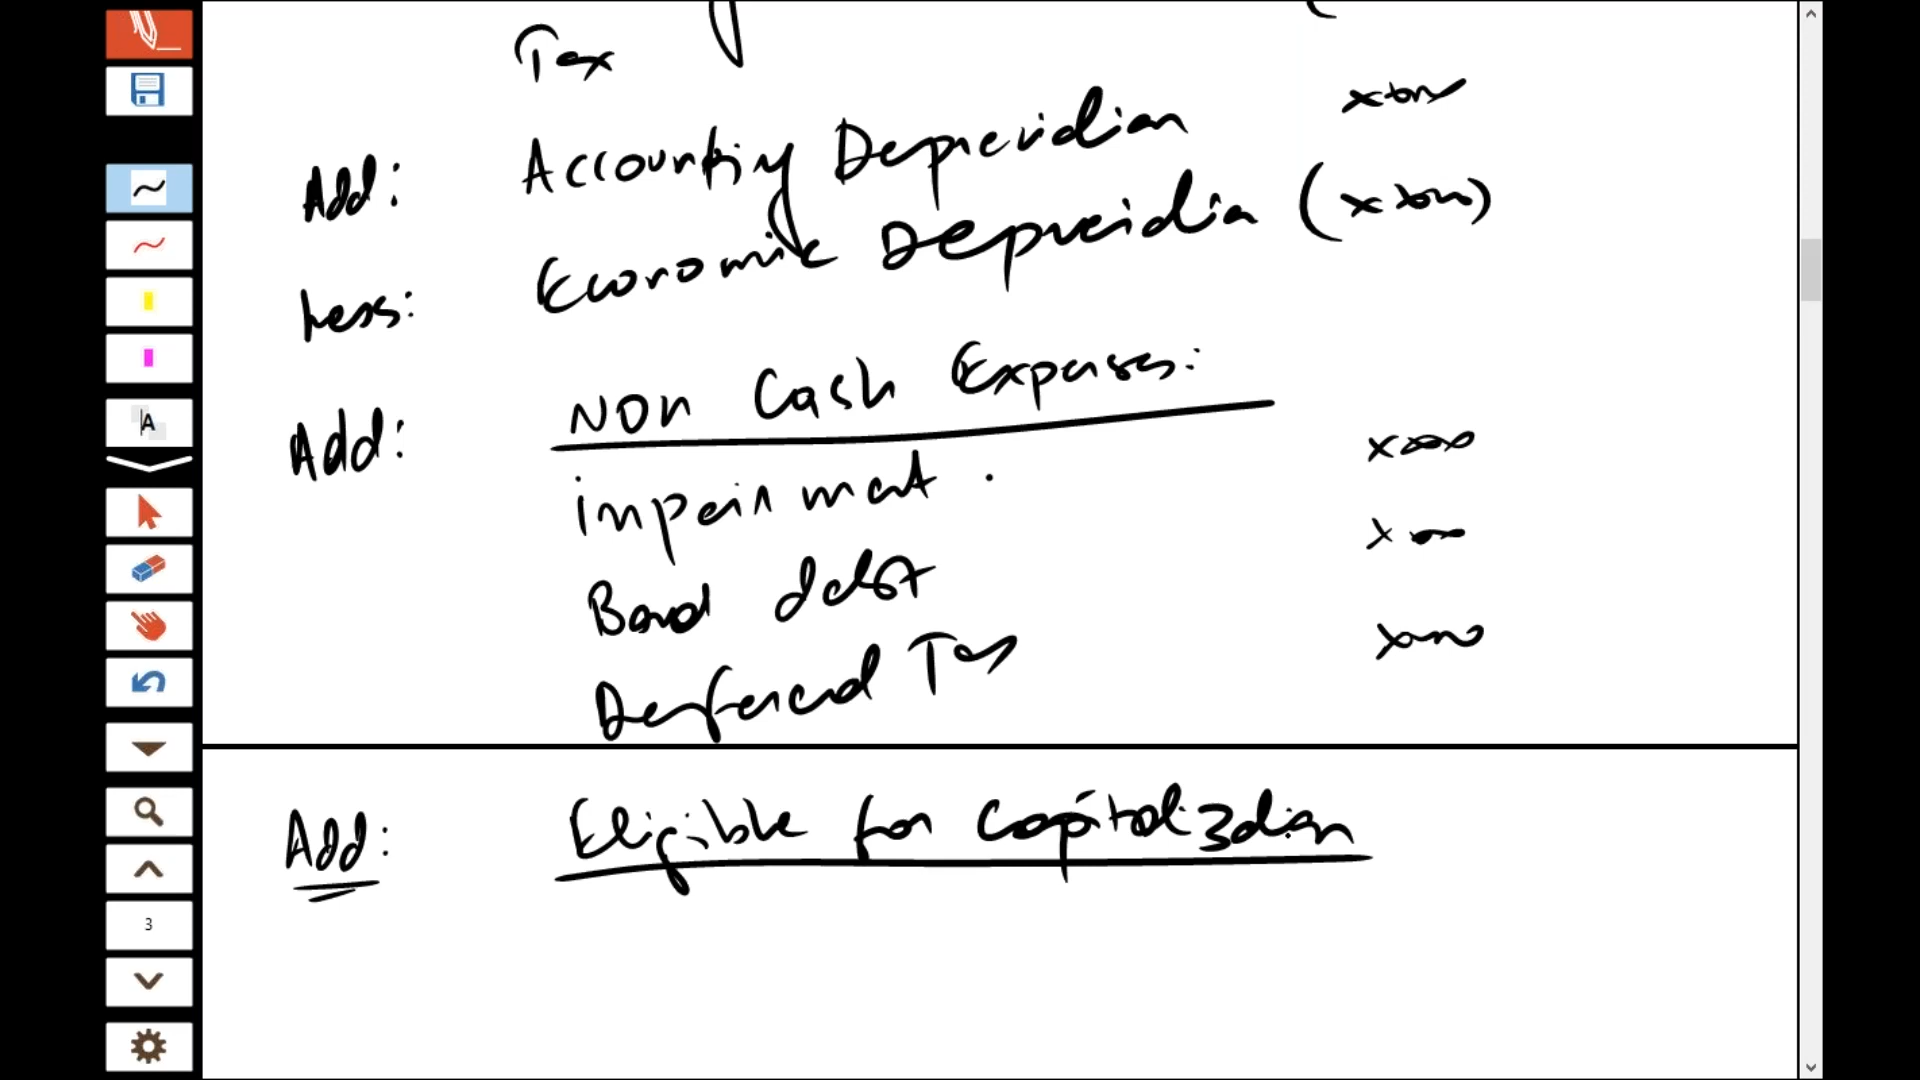 Tax
Add: Accounting Depreciation xxx
Less: Economic Depreciation (xxx)
Add: Non Cash Expenses:
impairment. xxx
Bad debt xxx
Deferred Tax xxx
Add: Eligible for Capitalization
A
3